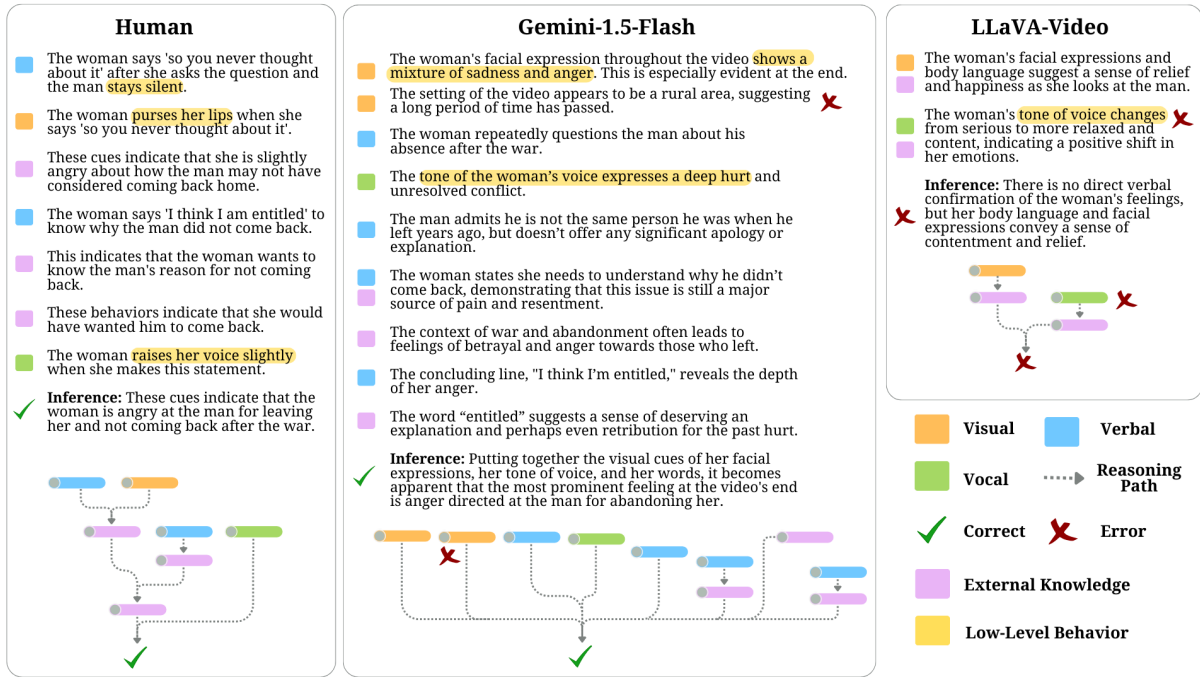 Human
The woman says 'so you never thought
about it' after she asks the question and
the man stays silent.
The woman purses her lips when she
says 'so you never thought about it'.
These cues indicate that she is slightly
angry about how the man may not have
considered coming back home.
The woman says 'I think I am entitled' to
know why the man did not come back.
This indicates that the woman wants to
know the man's reason for not coming
back.
These behaviors indicate that she would
have wanted him to come back.
The woman raises her voice slightly
when she makes this statement.
Inference: These cues indicate that the
woman is angry at the man for leaving
her and not coming back after the war.
Gemini-1.5-Flash
The woman's facial expression throughout the video shows a
mixture of sadness and anger. This is especially evident at the end.
The setting of the video appears to be a rural area, suggesting
a long period of time has passed.
The woman repeatedly questions the man about his
absence after the war.
The tone of the woman’s voice expresses a deep hurt and
unresolved conflict.
The man admits he is not the same person he was when he
left years ago, but doesn’t offer any significant apology or
explanation.
The woman states she needs to understand why he didn’t
come back, demonstrating that this issue is still a major
source of pain and resentment.
The context of war and abandonment often leads to
feelings of betrayal and anger towards those who left.
The concluding line, "I think I’m entitled," reveals the depth
of her anger.
The word “entitled” suggests a sense of deserving an
explanation and perhaps even retribution for the past hurt.
Inference: Putting together the visual cues of her facial
expressions, her tone of voice, and her words, it becomes
apparent that the most prominent feeling at the video's end
is anger directed at the man for abandoning her.
LLaVA-Video
The woman's facial expressions and
body language suggest a sense of relief
and happiness as she looks at the man.
The woman's tone of voice changes
from serious to more relaxed and
content, indicating a positive shift in
her emotions.
Inference: There is no direct verbal
confirmation of the woman's feelings,
but her body language and facial
expressions convey a sense of
contentment and relief.
Visual
Verbal
Vocal
Reasoning
Path
Correct
Error
External Knowledge
Low-Level Behavior